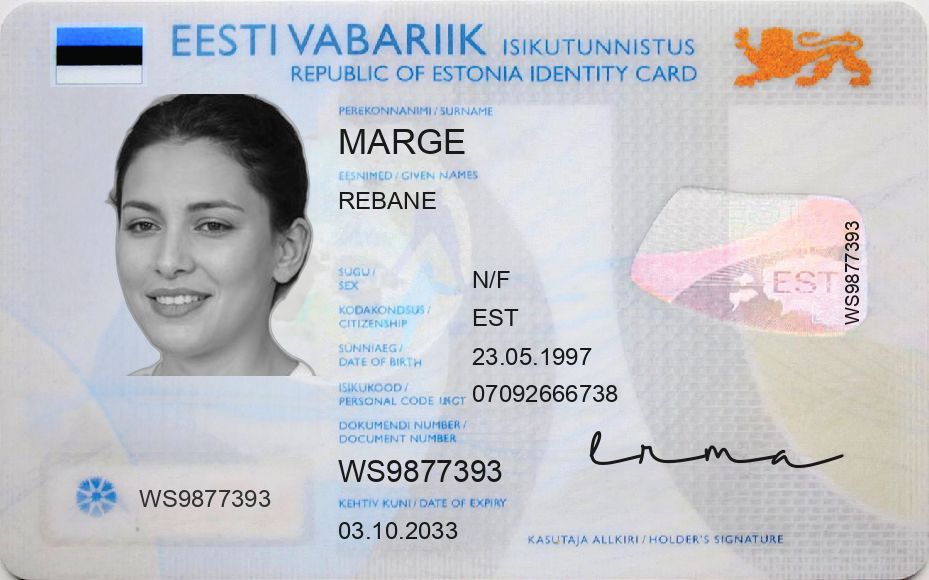 EESTI VABARIIK ISIKUTUNNISTUS
REPUBLIC OF ESTONIA IDENTITY CARD
PEREKONNANIMI / SURNAME
MARGE
EESNIMED / GIVEN NAMES
REBANE
SUGU /
SEX
N/F
KODAKONDSUS /
CITIZENSHIP
EST
SÜNNIAEG /
DATE OF BIRTH
23.05.1997
ISIKUKOOD /
PERSONAL CODE
07092666738
DOKUMENDI NUMBER /
DOCUMENT NUMBER
WS9877393
KEHTIV KUNI / DATE OF EXPIRY
03.10.2033
WS9877393
EST
WS9877393
erma
KASUTAJA ALLKIRI / HOLDER'S SIGNATURE